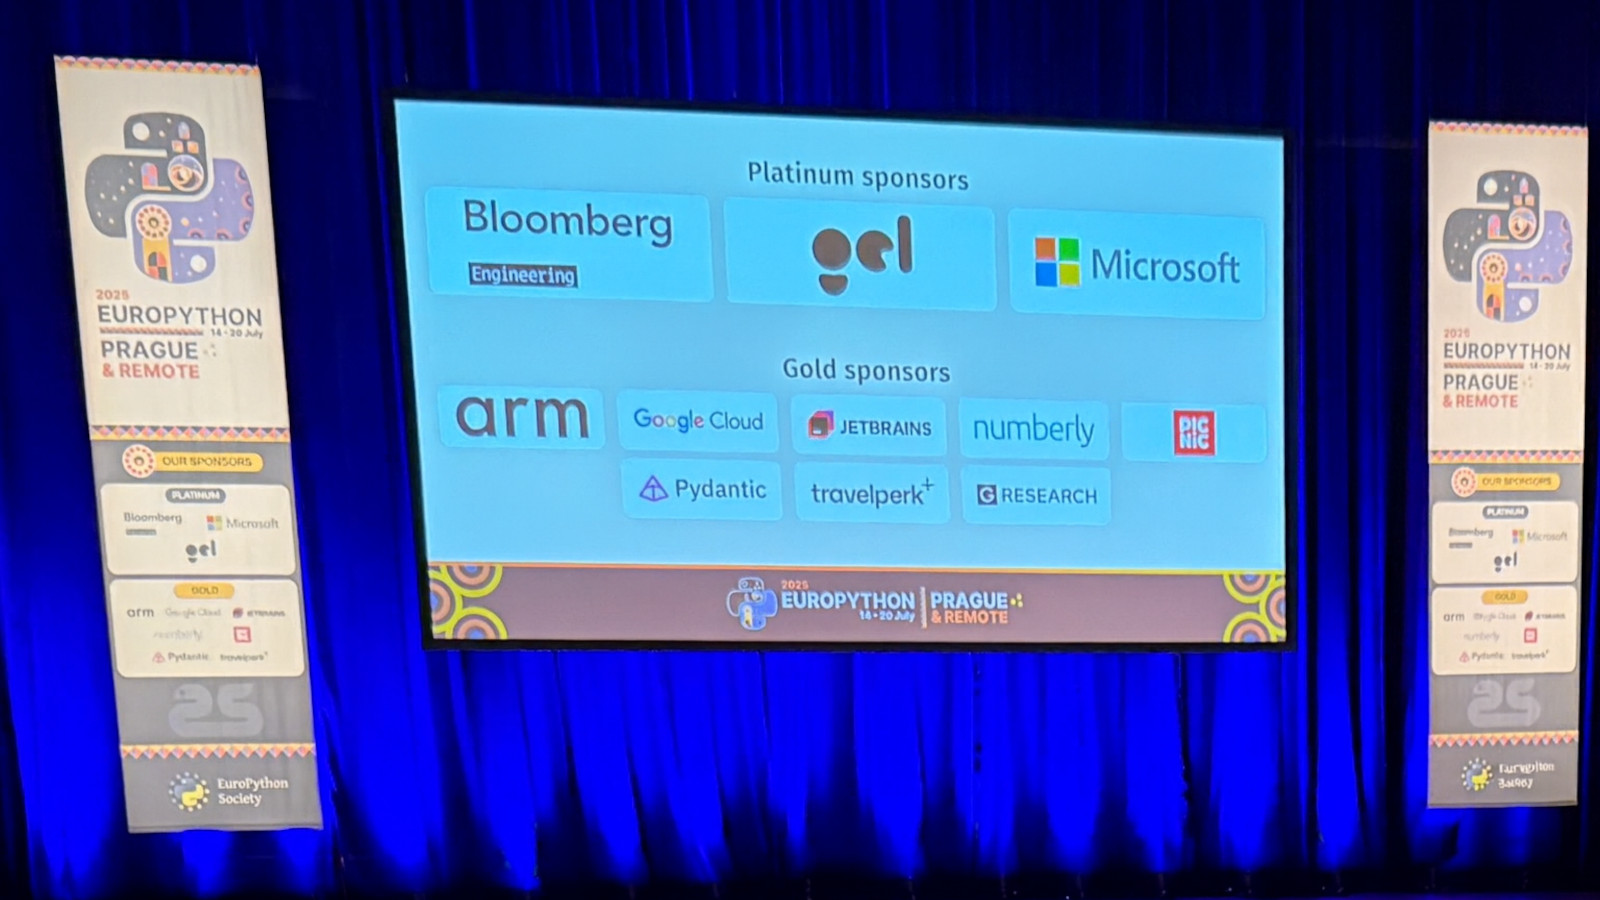 2025
EUROPYTHON
14-20 July
PRAGUE
& REMOTE
OUR SPONSORS
PLATINUM
Bloomberg
Microsoft
gel
GOLD
arm Google Cloud JETBRAINS
numberly
Pydantic travelperk+
25
EuroPython
Society
Platinum sponsors
Bloomberg
Engineering
gel
Microsoft
Gold sponsors
arm
Google Cloud
JETBRAINS
numberly
PIC
NIC
Pydantic
travelperk+
G RESEARCH
2025
EUROPYTHON
14-20 July
PRAGUE
& REMOTE
2025
EUROPYTHON
14-20 July
PRAGUE
& REMOTE
OUR SPONSORS
PLATINUM
Bloomberg
Microsoft
gel
GOLD
arm Google Cloud JETBRAINS
numberly
Pydantic travelperk+
25